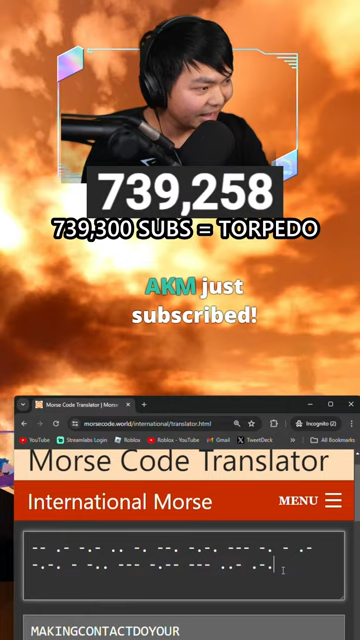 739,258
739,300 SUBS = TORPEDO
AKM just
subscribed!
Morse Code Translator | Mors
morsecode.world/international/translator.html
Incognito (2)
YouTube
Streamlabs Login
Roblox
Roblox - YouTube
Gmail
TweetDeck
All Bookmarks
Morse Code Translator
International Morse
MENU
-- .- -.- .. -. --. -.-. --- -. - .-
-.-. - -.. --- -.-- --- ..- .-.
MAKINGCONTACTDOYOUR